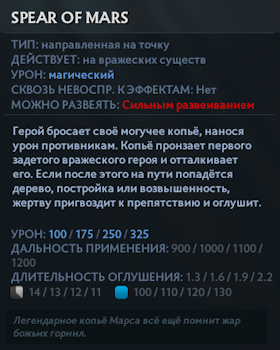 SPEAR OF MARS
ТИП: направленная на точку
ДЕЙСТВУЕТ: на вражеских существ
УРОН: магический
СКВОЗЬ НЕВОСПР. К ЭФФЕКТАМ: Нет
МОЖНО РАЗВЕЯТЬ: Сильным развеиванием
Герой бросает своё могучее копьё, нанося
урон противникам. Копьё пронзает первого
задетого вражеского героя и отталкивает
его. Если после этого на пути попадётся
дерево, постройка или возвышенность,
жертву пригвоздит к препятствию и оглушит.
УРОН: 100 / 175 / 250 / 325
ДАЛЬНОСТЬ ПРИМЕНЕНИЯ: 900 / 1000 / 1100 /
1200
ДЛИТЕЛЬНОСТЬ ОГЛУШЕНИЯ: 1.3 / 1.6 / 1.9 / 2.2
14 / 13 / 12 / 11 100 / 110 / 120 / 130
Легендарное копьё Марса всё ещё помнит жар
божьих горнил.